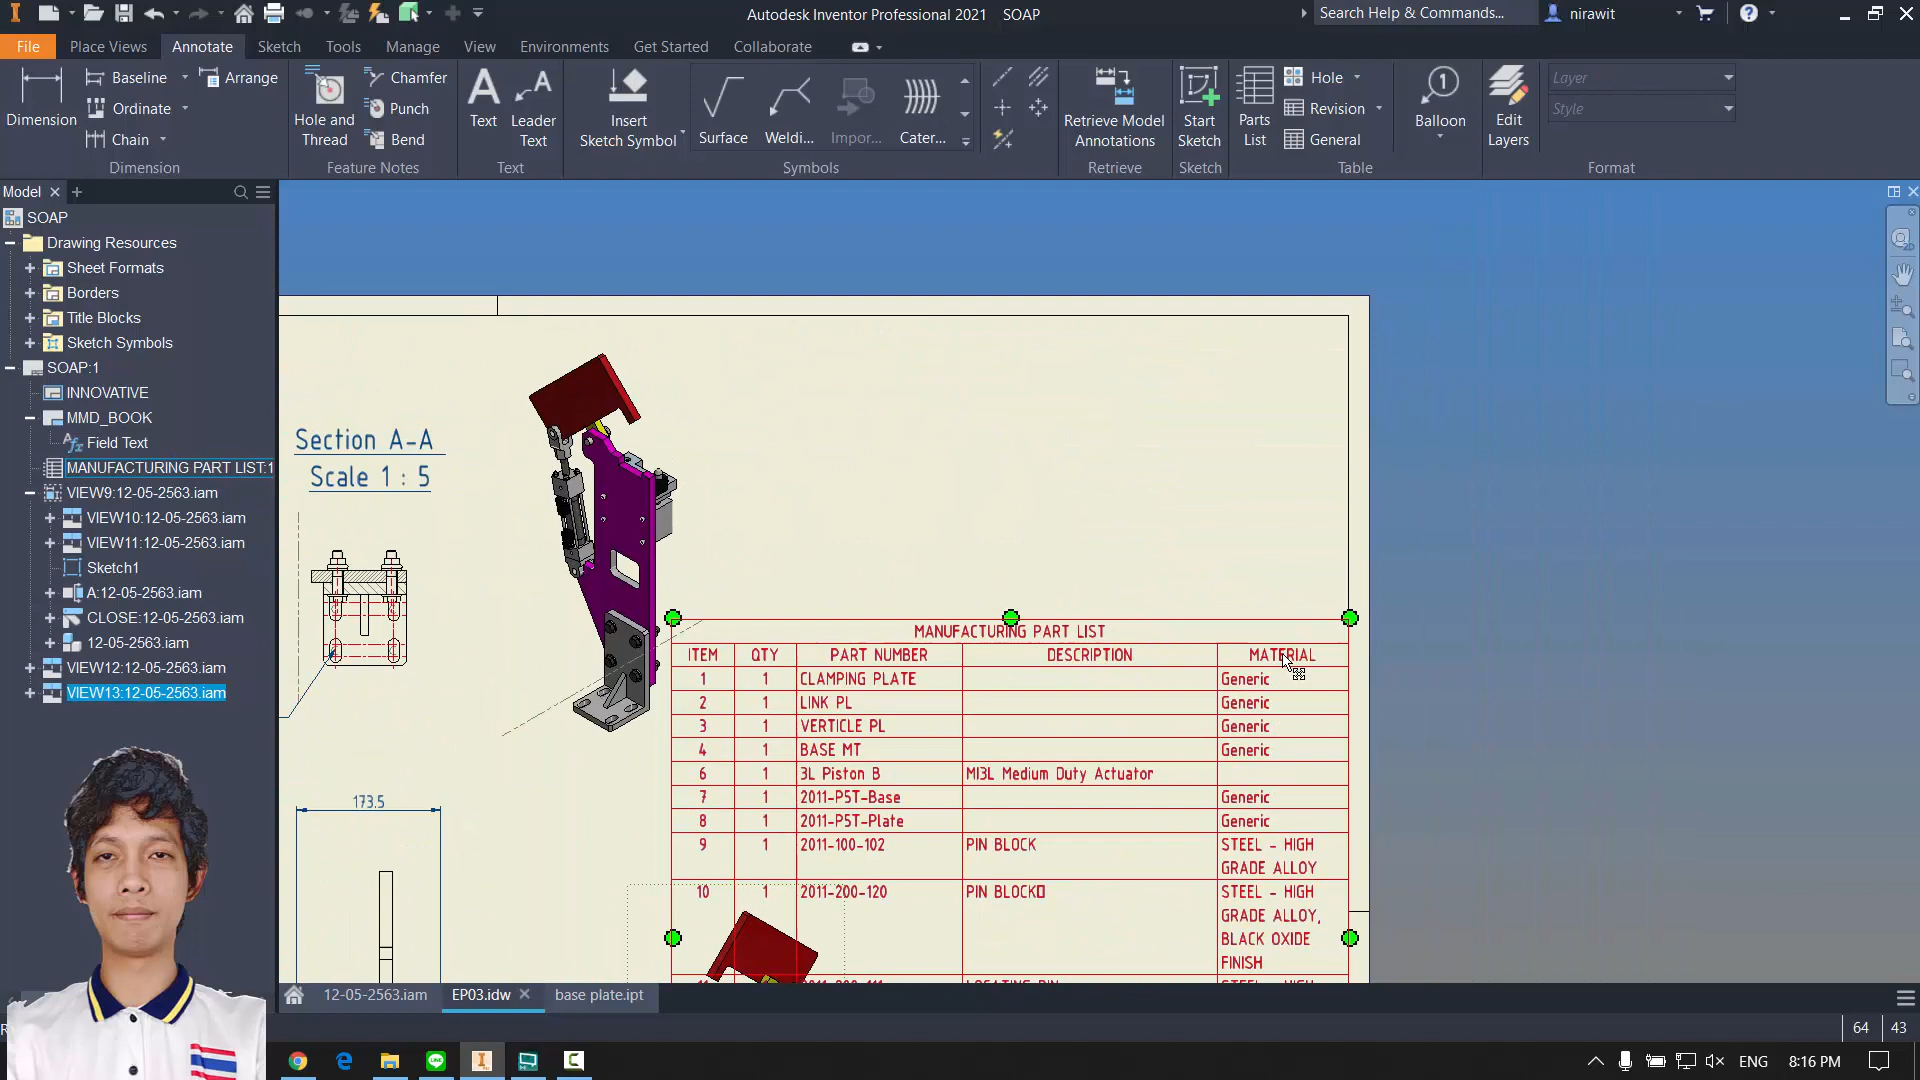 Autodesk Inventor Professional 2021 SOAP
Search Help & Commands...
nirawit
File Place Views Annotate Sketch Tools Manage View Environments Get Started Collaborate
Dimension
Baseline
Ordinate
Chain
Arrange
Dimension
Hole and Thread
Chamfer
Punch
Bend
Feature Notes
Text
Leader Text
Text
Insert Sketch Symbol
Surface
Weldi...
Impor...
Cater...
Symbols
Retrieve Model Annotations
Retrieve
Start Sketch
Sketch
Parts List
Hole
Revision
General
Table
Balloon
1
Edit Layers
Layer
Style
Format
Model
SOAP
Drawing Resources
Sheet Formats
Borders
Title Blocks
Sketch Symbols
SOAP:1
INNOVATIVE
MMD_BOOK
Field Text
MANUFACTURING PART LIST:1
VIEW9:12-05-2563.iam
VIEW10:12-05-2563.iam
VIEW11:12-05-2563.iam
Sketch1
A:12-05-2563.iam
CLOSE:12-05-2563.iam
12-05-2563.iam
VIEW12:12-05-2563.iam
VIEW13:12-05-2563.iam
Section A-A
Scale 1 : 5
173.5
MANUFACTURING PART LIST
ITEM QTY PART NUMBER DESCRIPTION MATERIAL
1 1 CLAMPING PLATE Generic
2 1 LINK PL Generic
3 1 VERTICLE PL Generic
4 1 BASE MT Generic
6 1 3L Piston B MI3L Medium Duty Actuator
7 1 2011-P5T-Base Generic
8 1 2011-P5T-Plate Generic
9 1 2011-100-102 PIN BLOCK STEEL - HIGH
GRADE ALLOY
10 1 2011-200-120 PIN BLOCK STEEL - HIGH
GRADE ALLOY,
BLACK OXIDE
FINISH
12-05-2563.iam EP03.idw base plate.ipt
64 43
ENG 8:16 PM